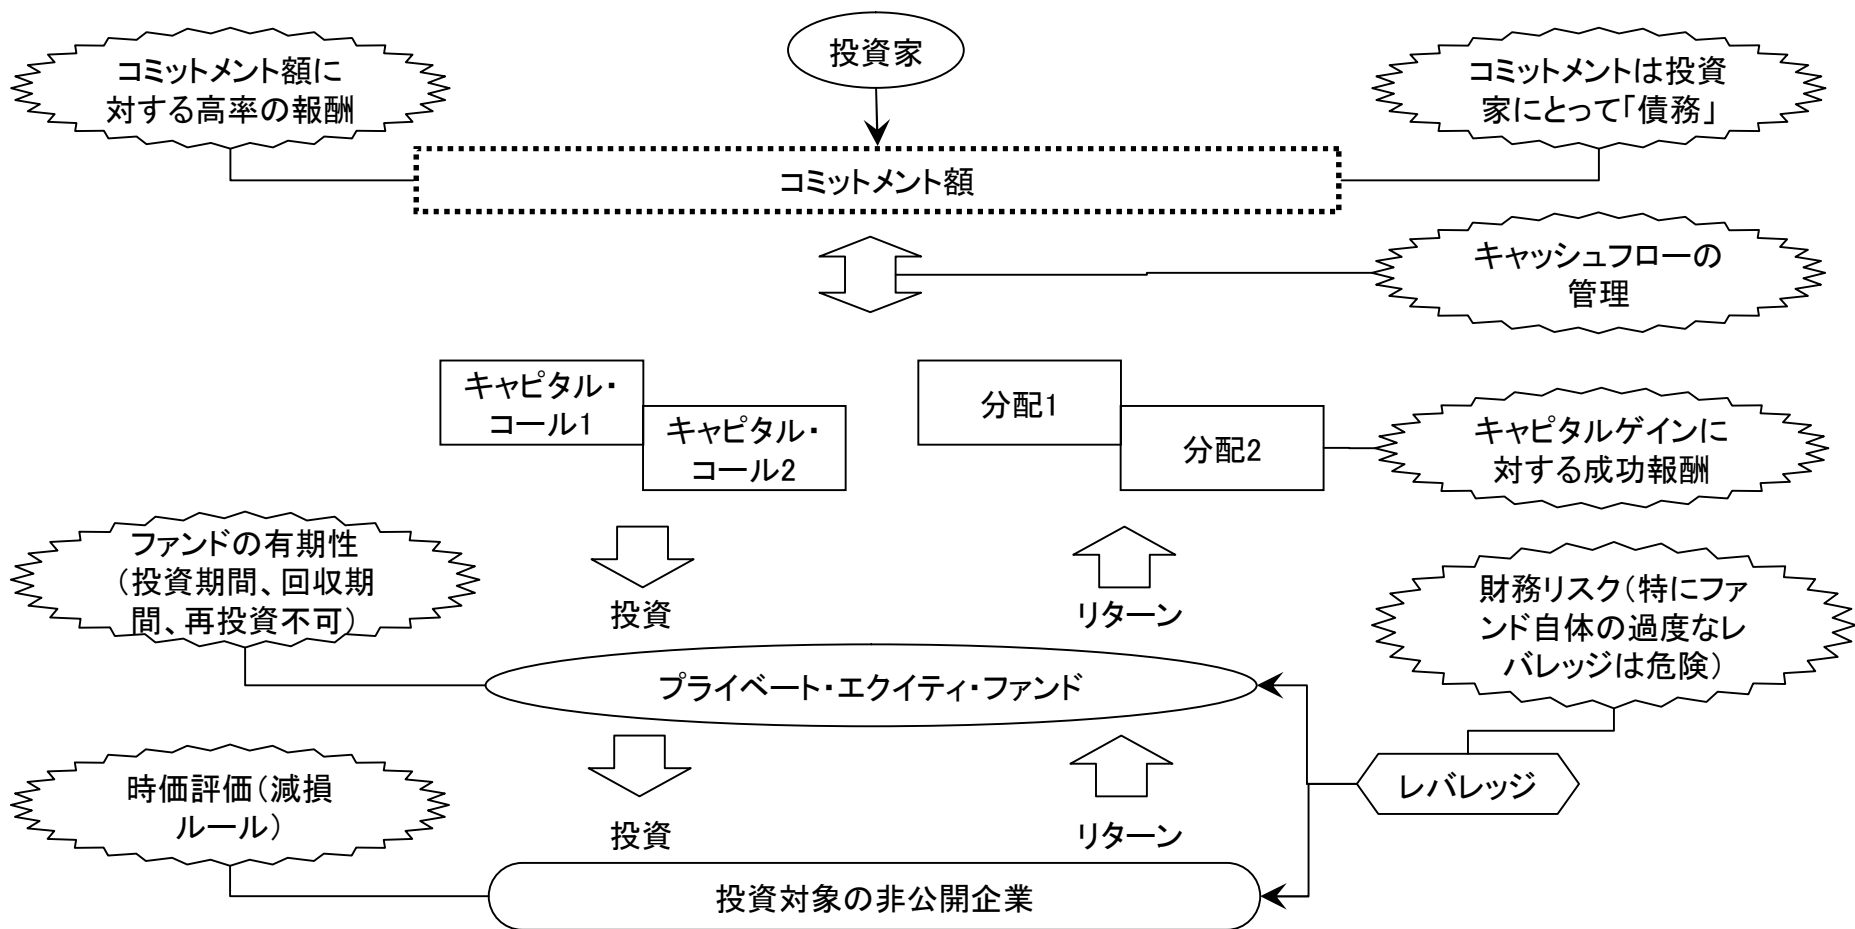 投資家
コミットメント額に
対する高率の報酬
コミットメントは投資
家にとって「債務」
コミットメント額
キャッシュフローの
管理
キャピタル・
コール1
キャピタル・
コール2
分配1
分配2
キャピタルゲインに
対する成功報酬
ファンドの有期性
（投資期間、回収期
間、再投資不可）
投資
リターン
財務リスク（特にファ
ンド自体の過度なレ
バレッジは危険）
プライベート・エクイティ・ファンド
時価評価（減損
ルール）
投資
リターン
レバレッジ
投資対象の非公開企業